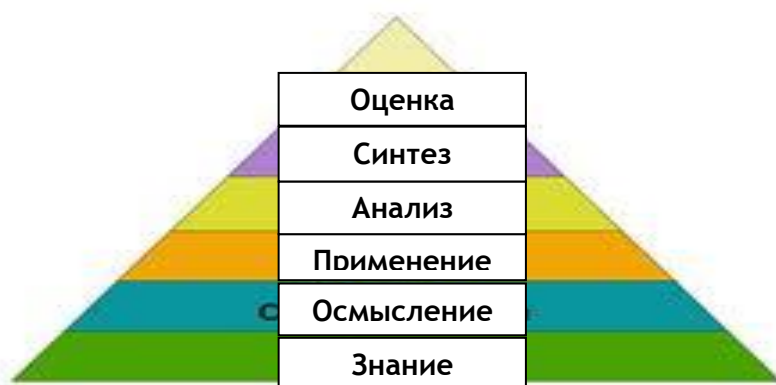 Оценка
Синтез
Анализ
Применение
Осмысление
Знание